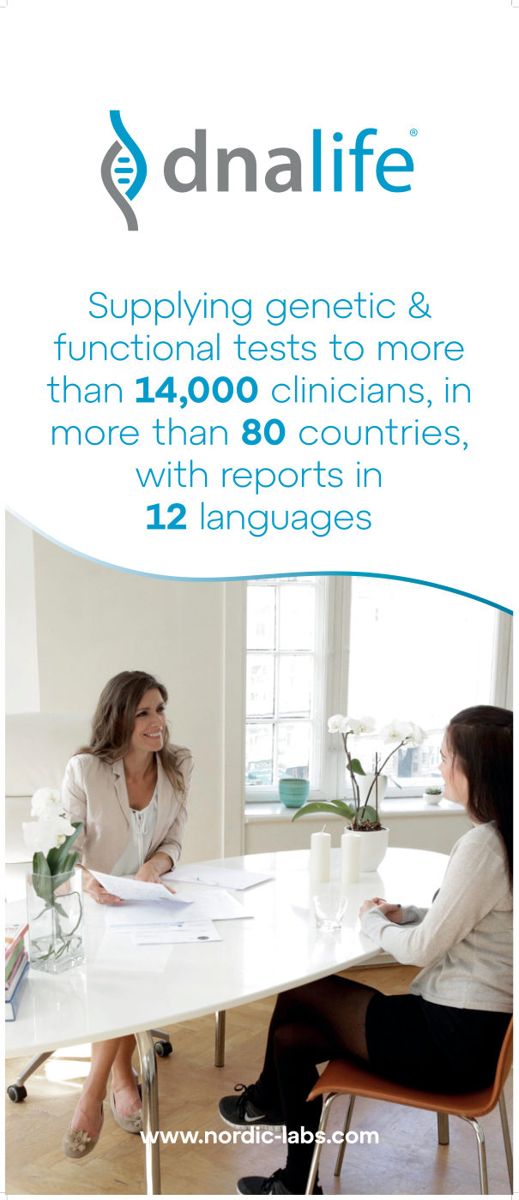 dnalife®
Supplying genetic &
functional tests to more
than 14,000 clinicians, in
more than 80 countries,
with reports in
12 languages
www.nordic-labs.com